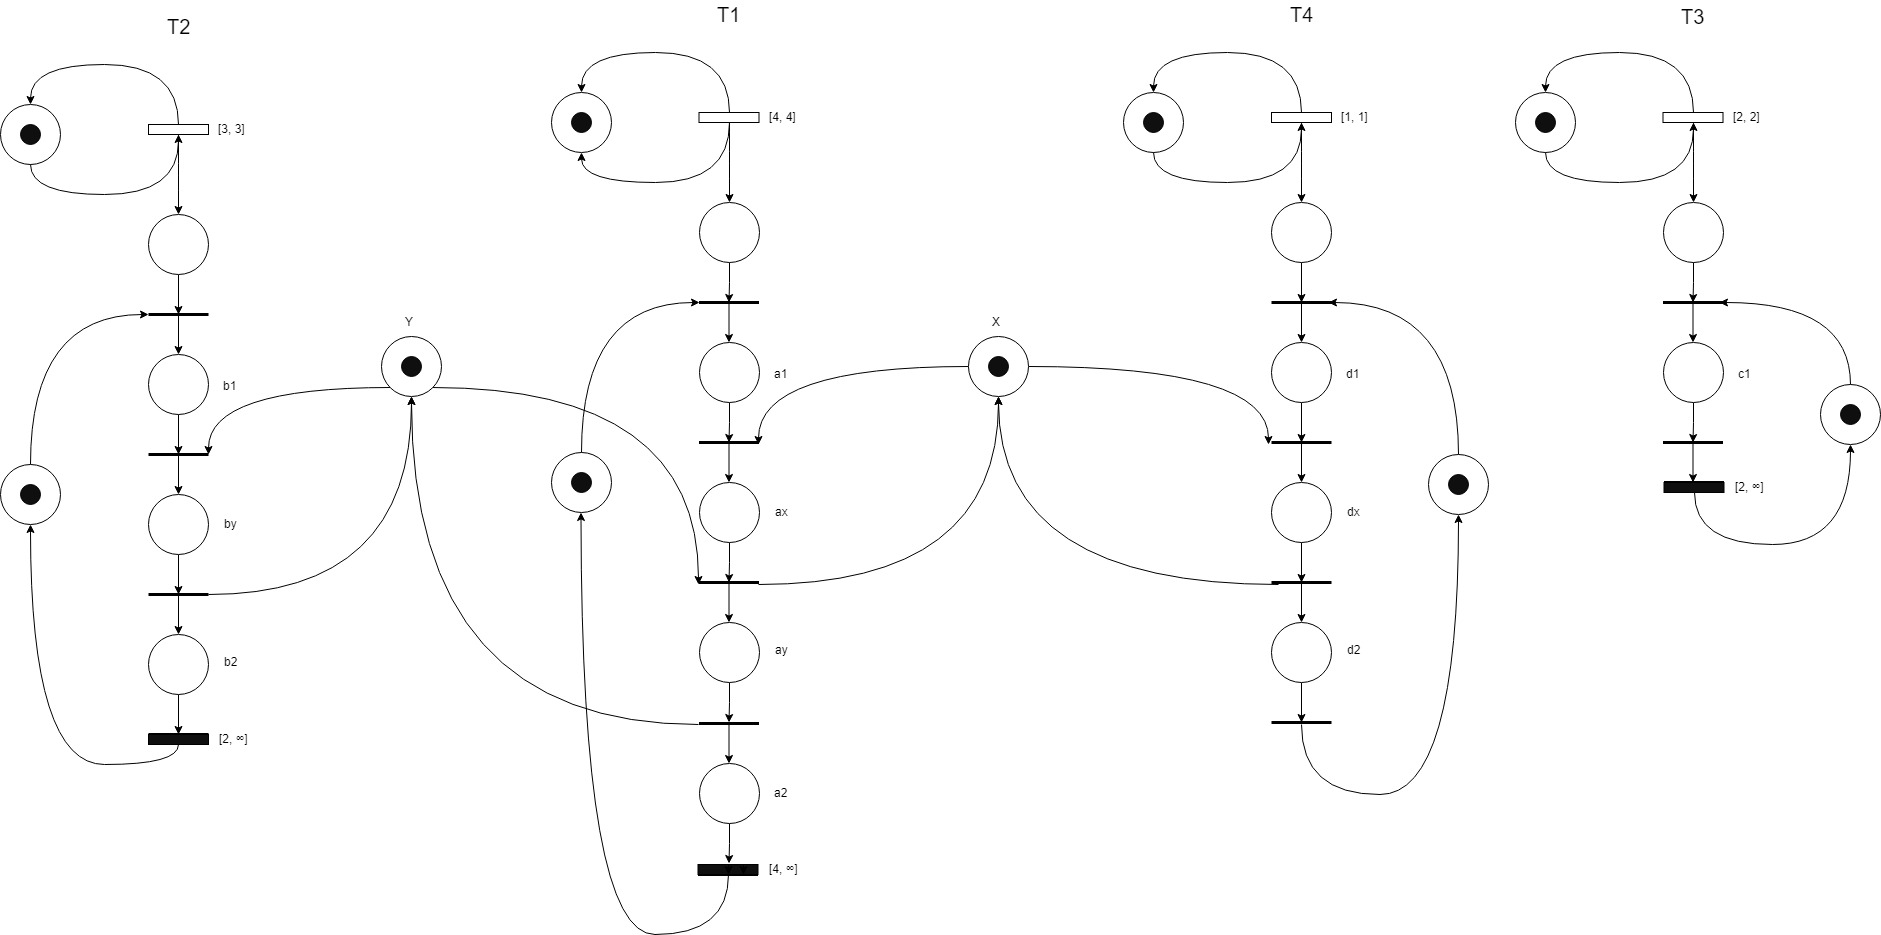 T2
T1
T4
T3
[3, 3]
[4, 4]
[1, 1]
[2, 2]
Y
X
b1
a1
d1
c1
by
ax
dx
[2, ∞]
b2
ay
d2
[2, ∞]
a2
[4, ∞]